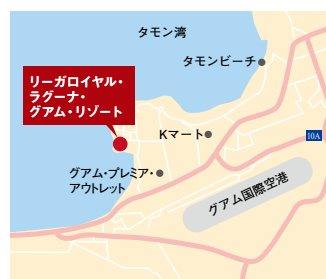 タモン湾
タモンビーチ
リーガロイヤル・
ラグーナ・
グアム・リゾート
Kマート
10A
グアム・プレミア・
アウトレット
グアム国際空港